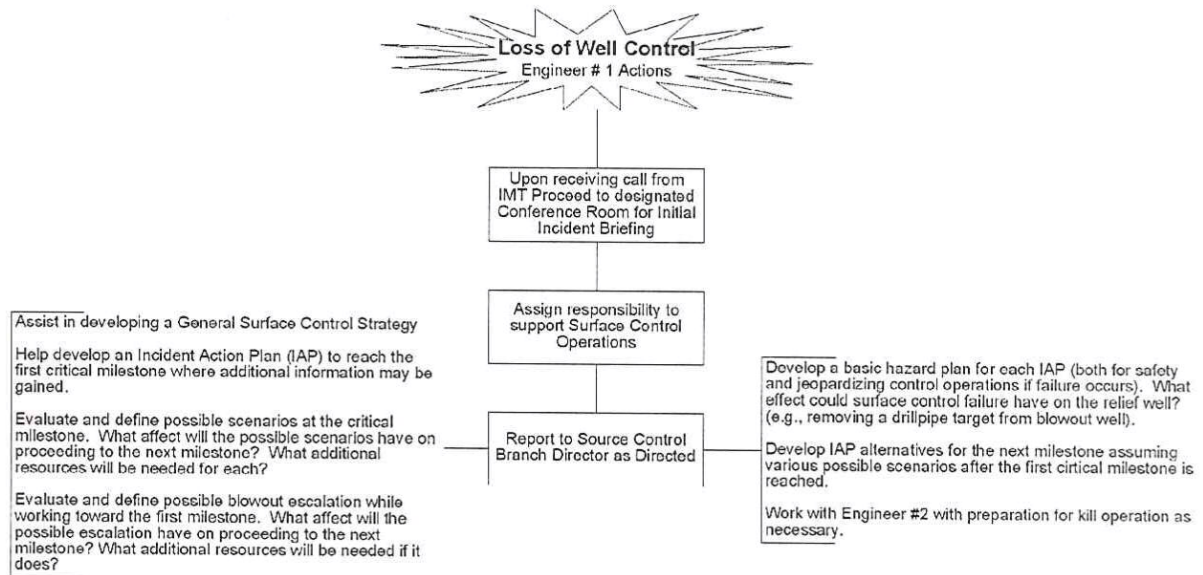 Loss of Well Control
Engineer # 1 Actions
Upon receiving call from
IMT Proceed to designated
Conference Room for Initial
Incident Briefing
Assign responsibility to
support Surface Control
Operations
Report to Source Control
Branch Director as Directed
Assist in developing a General Surface Control Strategy
Help develop an Incident Action Plan (IAP) to reach the
first critical milestone where additional information may be
gained.
Evaluate and define possible scenarios at the critical
milestone. What affect will the possible scenarios have on
proceeding to the next milestone? What additional
resources will be needed for each?
Evaluate and define possible blowout escalation while
working toward the first milestone. What affect will the
possible escalation have on proceeding to the next
milestone? What additional resources will be needed if it
does?
Develop a basic hazard plan for each IAP (both for safety
and jeopardizing control operations if failure occurs). What
effect could surface control failure have on the relief well?
(e.g., removing a drillpipe target from blowout well).
Develop IAP alternatives for the next milestone assuming
various possible scenarios after the first cirtical milestone is
reached.
Work with Engineer #2 with preparation for kill operation as
necessary.